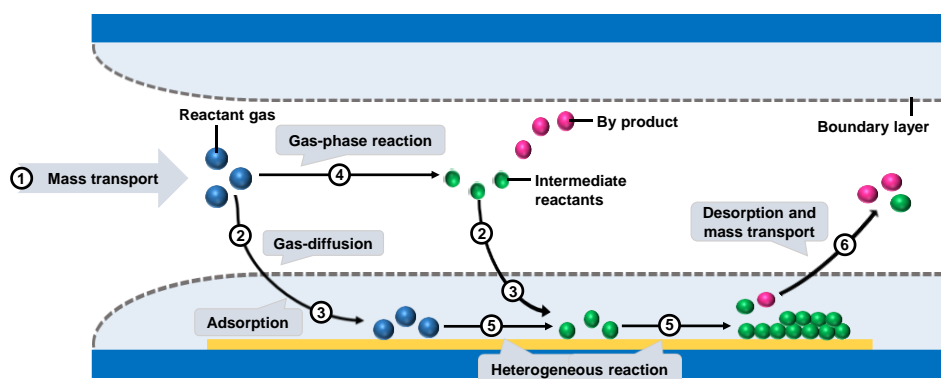 Reactant gas
Gas-phase reaction
By product
Boundary layer
1 Mass transport
4
Intermediate
reactants
2
Gas-diffusion
2
Desorption and
mass transport
6
3
3
Adsorption
5
5
Heterogeneous reaction